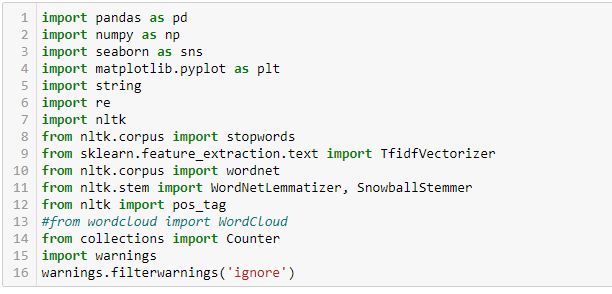 1 import pandas as pd
2 import numpy as np
3 import seaborn as sns
4 import matplotlib.pyplot as plt
5 import string
6 import re
7 import nltk
8 from nltk.corpus import stopwords
9 from sklearn.feature_extraction.text import TfidfVectorizer
10 from nltk.corpus import wordnet
11 from nltk.stem import WordNetLemmatizer, SnowballStemmer
12 from nltk import pos_tag
13 #from wordcloud import WordCloud
14 from collections import Counter
15 import warnings
16 warnings.filterwarnings('ignore')